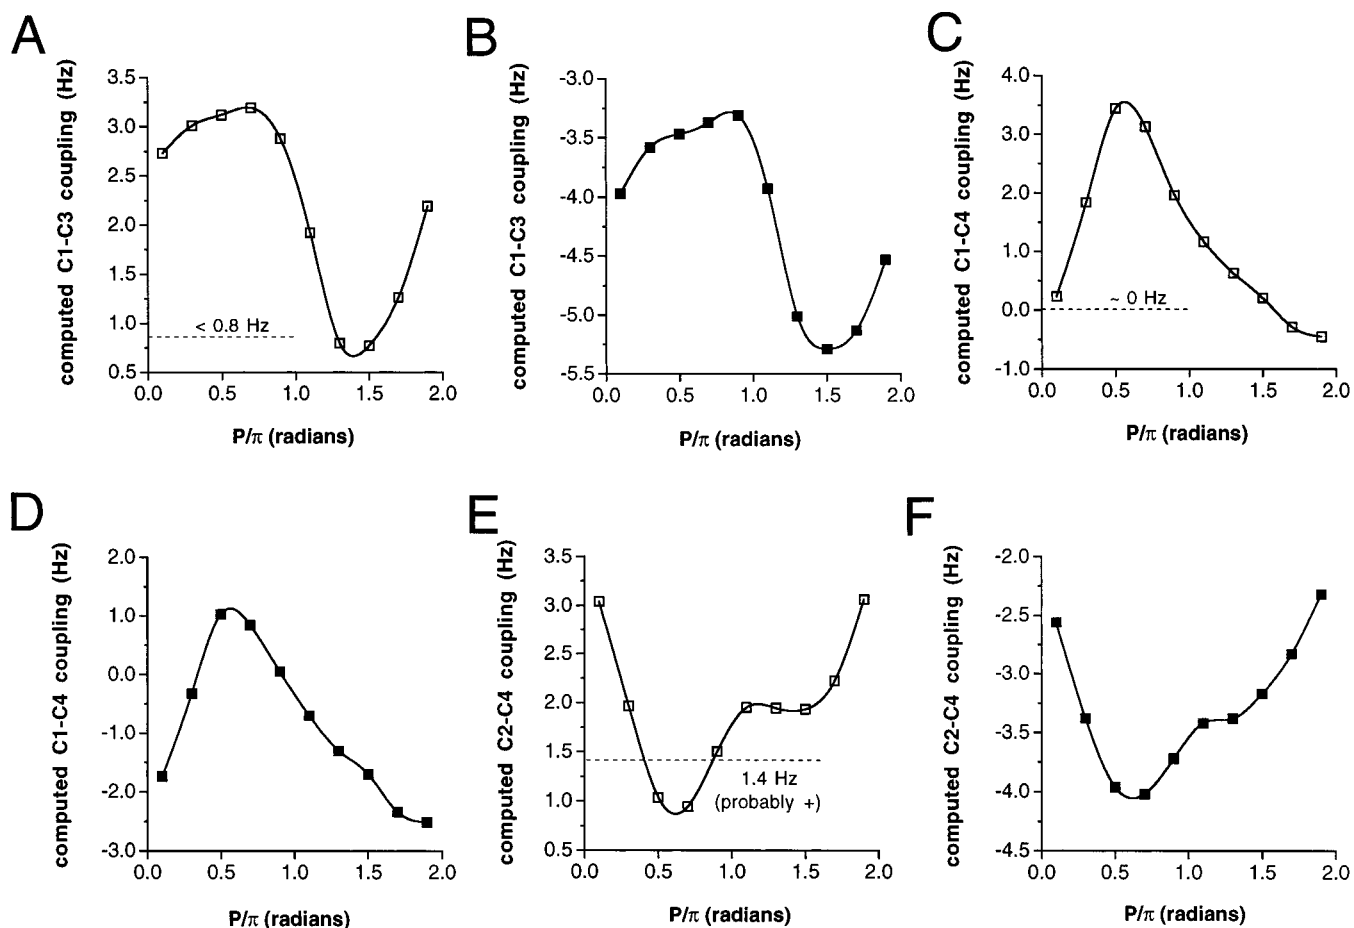 A
computed C1-C3 coupling (Hz)
3.5
3.0
2.5
2.0
1.5
1.0
0.5
< 0.8 Hz
0.0 0.5 1.0 1.5 2.0
P/π (radians)
B
computed C1-C3 coupling (Hz)
-3.0
-3.5
-4.0
-4.5
-5.0
-5.5
0.0 0.5 1.0 1.5 2.0
P/π (radians)
C
computed C1-C4 coupling (Hz)
4.0
3.0
2.0
1.0
0.0
-1.0
~ 0 Hz
0.0 0.5 1.0 1.5 2.0
P/π (radians)
D
computed C1-C4 coupling (Hz)
2.0
1.0
0.0
-1.0
-2.0
-3.0
0.0 0.5 1.0 1.5 2.0
P/π (radians)
E
computed C2-C4 coupling (Hz)
3.5
3.0
2.5
2.0
1.5
1.0
0.5
1.4 Hz
(probably +)
0.0 0.5 1.0 1.5 2.0
P/π (radians)
F
computed C2-C4 coupling (Hz)
-2.0
-2.5
-3.0
-3.5
-4.0
-4.5
0.0 0.5 1.0 1.5 2.0
P/π (radians)